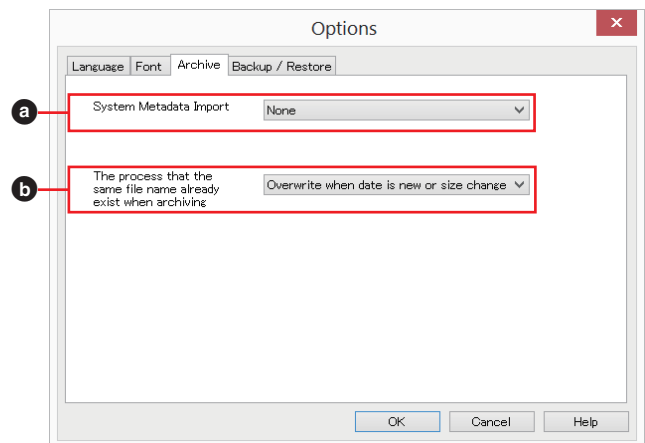 Options
Language Font Archive Backup / Restore
a
System Metadata Import
None
b
The process that the
same file name already
exist when archiving
Overwrite when date is new or size change
OK Cancel Help